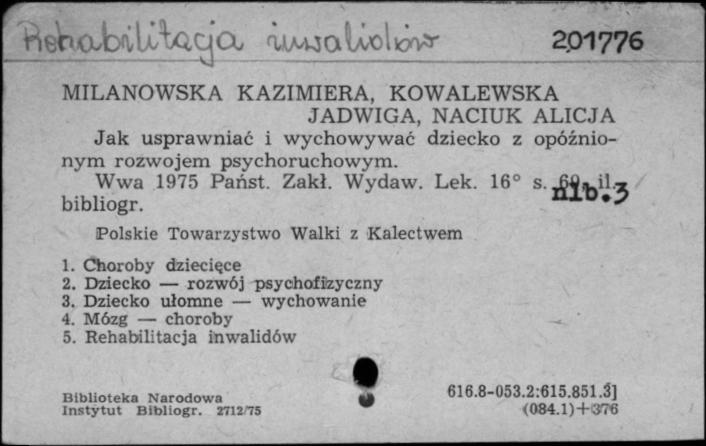 Rehabilitacja inwalidów
201776
MILANOWSKA KAZIMIERA, KOWALEWSKA
JADWIGA, NACIUK ALICJA
Jak usprawniać i wychowywać dziecko z opóźnio-
nym rozwojem psychoruchowym.
Wwa 1975 Państ. Zakł. Wydaw. Lek. 16° s. 60, il.
nlb. 3
bibliogr.
Polskie Towarzystwo Walki z Kalectwem
1. Choroby dziecięce
2. Dziecko — rozwój psychofizyczny
3. Dziecko ułomne — wychowanie
4. Mózg — choroby
5. Rehabilitacja inwalidów
Biblioteka Narodowa
Instytut Bibliogr. 2712/75
616.8-053.2:615.851.3]
(084.1)+376